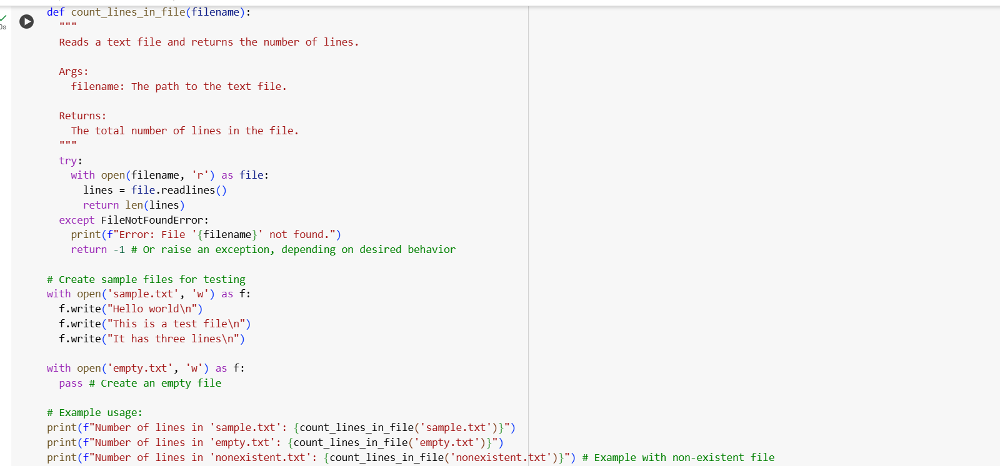 def count_lines_in_file(filename):
0s
"""
Reads a text file and returns the number of lines.
Args:
filename: The path to the text file.
Returns:
The total number of lines in the file.
"""
try:
with open(filename, 'r') as file:
lines = file.readlines()
return len(lines)
except FileNotFoundError:
print(f"Error: File '{filename}' not found.")
return -1 # Or raise an exception, depending on desired behavior
# Create sample files for testing
with open('sample.txt', 'w') as f:
f.write("Hello world\n")
f.write("This is a test file\n")
f.write("It has three lines\n")
with open('empty.txt', 'w') as f:
pass # Create an empty file
# Example usage:
print(f"Number of lines in 'sample.txt': {count_lines_in_file('sample.txt')}")
print(f"Number of lines in 'empty.txt': {count_lines_in_file('empty.txt')}")
print(f"Number of lines in 'nonexistent.txt': {count_lines_in_file('nonexistent.txt')}") # Example with non-existent file